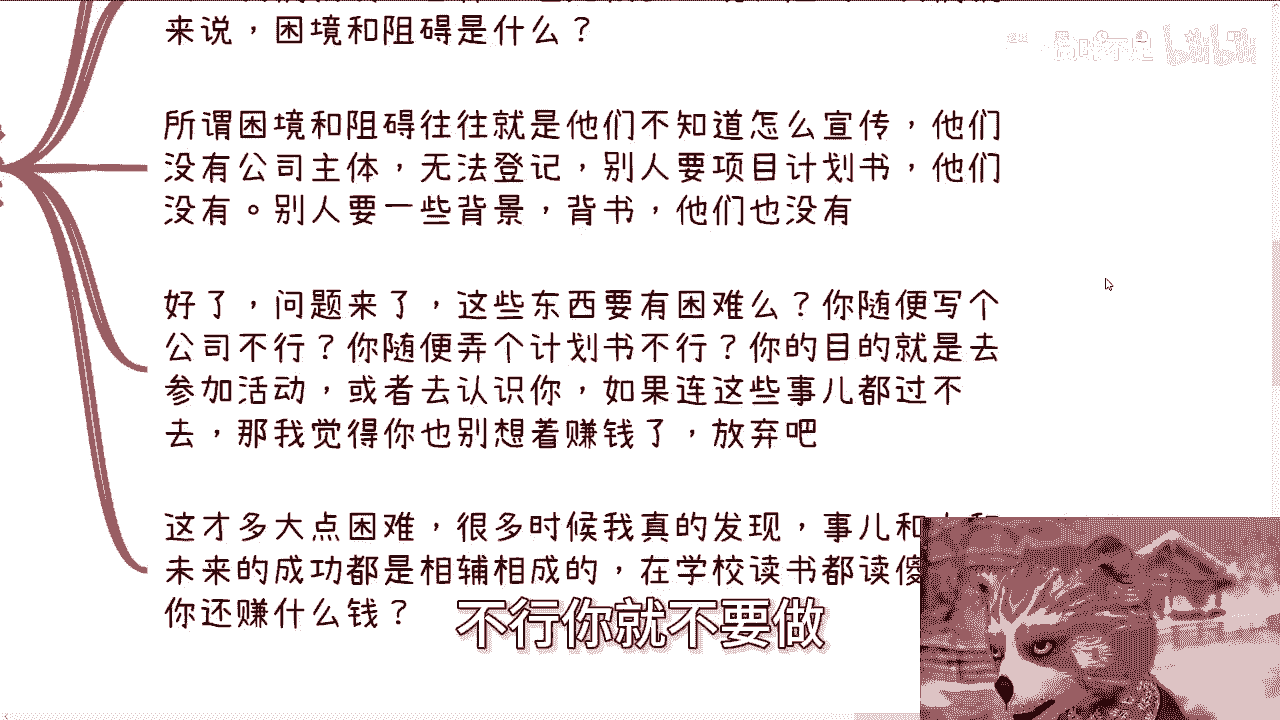 来说，困境和阻碍是什么？
所谓困境和阻碍往往就是他们不知道怎么宣传，他们
没有公司主体，无法登记，别人要项目计划书，他们
没有。别人要一些背景，背书，他们也没有
好了，问题来了，这些东西要有困难么？你随便写个
公司不行？你随便弄个计划书不行？你的目的就是去
参加活动，或者去认识你，如果连这些事儿都过不
去，那我觉得你也别想着赚钱了，放弃吧
这才多大点困难，很多时候我真的发现，事儿和
未来的成功都是相辅相成的，在学校读书都读傻
你还赚什么钱？
不行你就不要做
bilibili